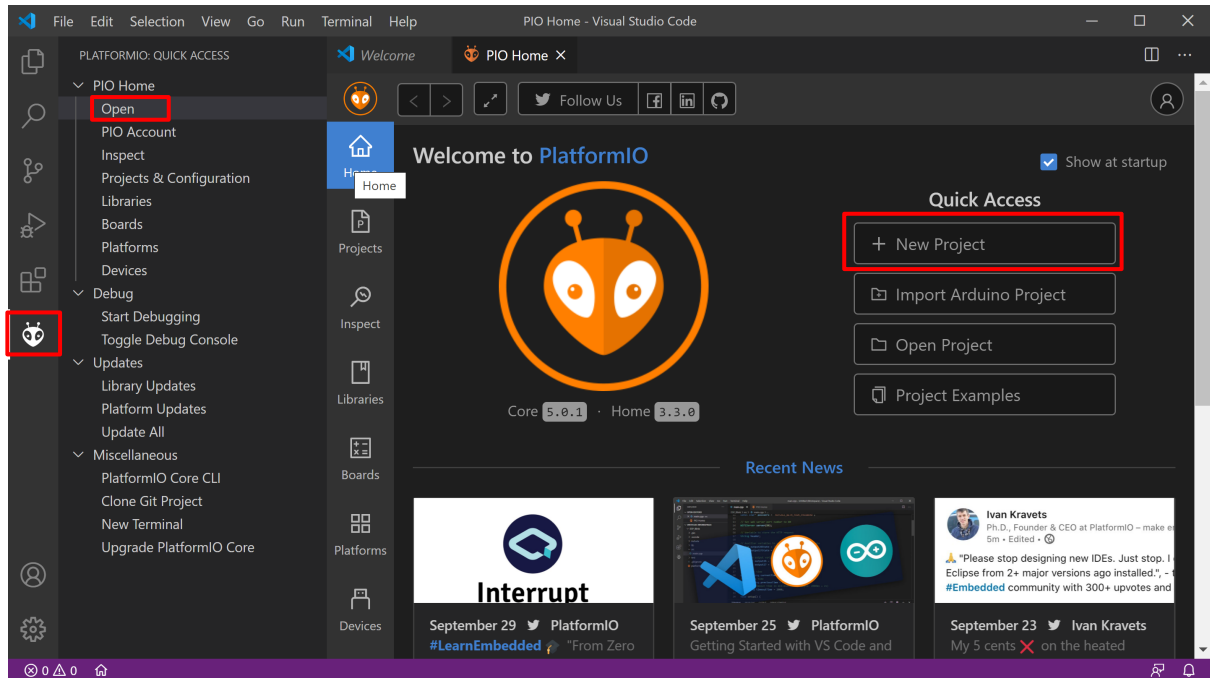 File Edit Selection View Go Run Terminal Help PIO Home - Visual Studio Code
PLATFORMIO: QUICK ACCESS
PIO Home
Open
PIO Account
Inspect
Projects & Configuration
Libraries
Boards
Platforms
Devices
Debug
Start Debugging
Toggle Debug Console
Updates
Library Updates
Platform Updates
Update All
Miscellaneous
PlatformIO Core CLI
Clone Git Project
New Terminal
Upgrade PlatformIO Core
Welcome PIO Home
Follow Us
Home
Home
Projects
Inspect
Libraries
Boards
Platforms
Devices
Welcome to PlatformIO
Show at startup
Core 5.0.1 · Home 3.3.0
Quick Access
New Project
Import Arduino Project
Open Project
Project Examples
Recent News
Interrupt
September 29 PlatformIO
#LearnEmbedded "From Zero
September 25 PlatformIO
Getting Started with VS Code and
Ivan Kravets
Ph.D., Founder & CEO at PlatformIO – make
5m • Edited •
"Please stop designing new IDEs. Just stop. I
Eclipse from 2+ major versions ago installed.", -
#Embedded community with 300+ upvotes and
September 23 Ivan Kravets
My 5 cents on the heated
0 0